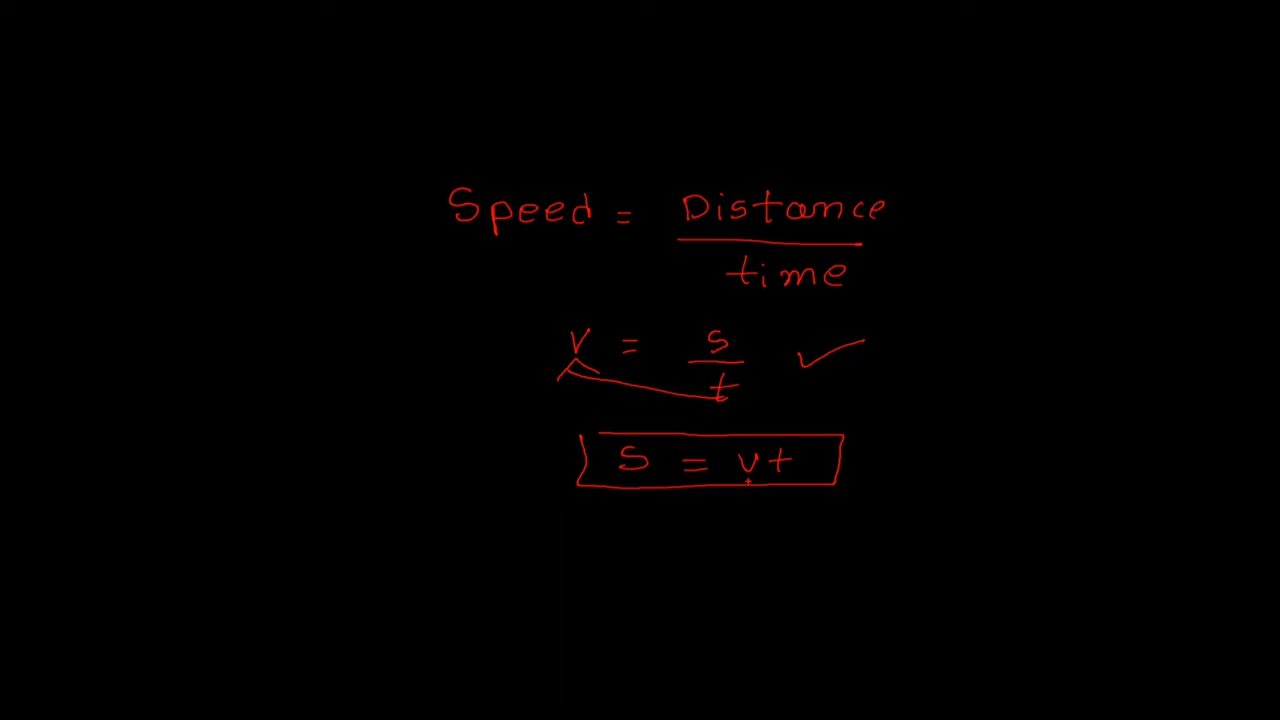 Speed = Distance
time
v = s
t
S = vt